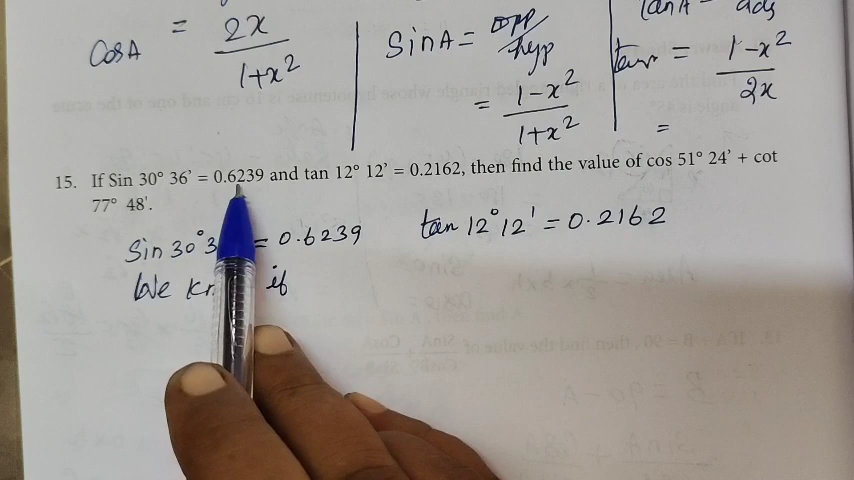 CosA = 2x / 1+x²
SinA = opp / hyp
= 1-x² / 1+x²
tanA = adj
= 1-x² / 2x
=
15. If Sin 30° 36' = 0.6239 and tan 12° 12' = 0.2162, then find the value of cos 51° 24' + cot
77° 48'.
Sin 30° 3 = 0.6239 tan 12° 12' = 0.2162
We if